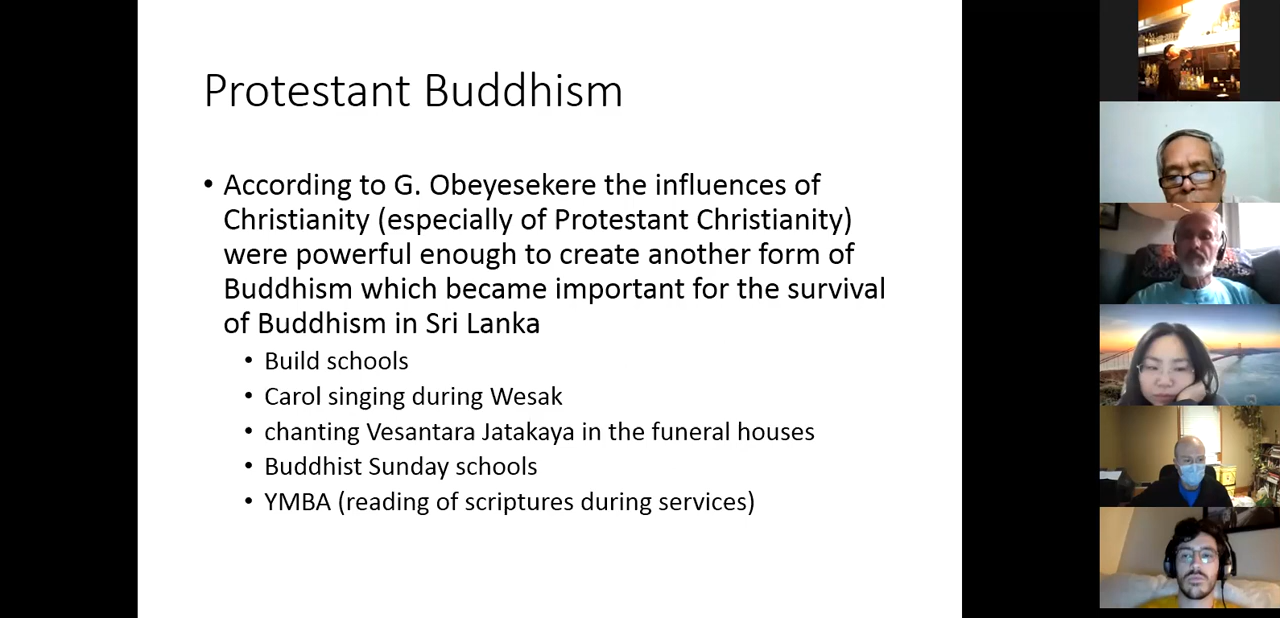 Protestant Buddhism
• According to G. Obeyesekere the influences of
Christianity (especially of Protestant Christianity)
were powerful enough to create another form of
Buddhism which became important for the survival
of Buddhism in Sri Lanka
• Build schools
• Carol singing during Wesak
• chanting Vesantara Jatakaya in the funeral houses
• Buddhist Sunday schools
• YMBA (reading of scriptures during services)